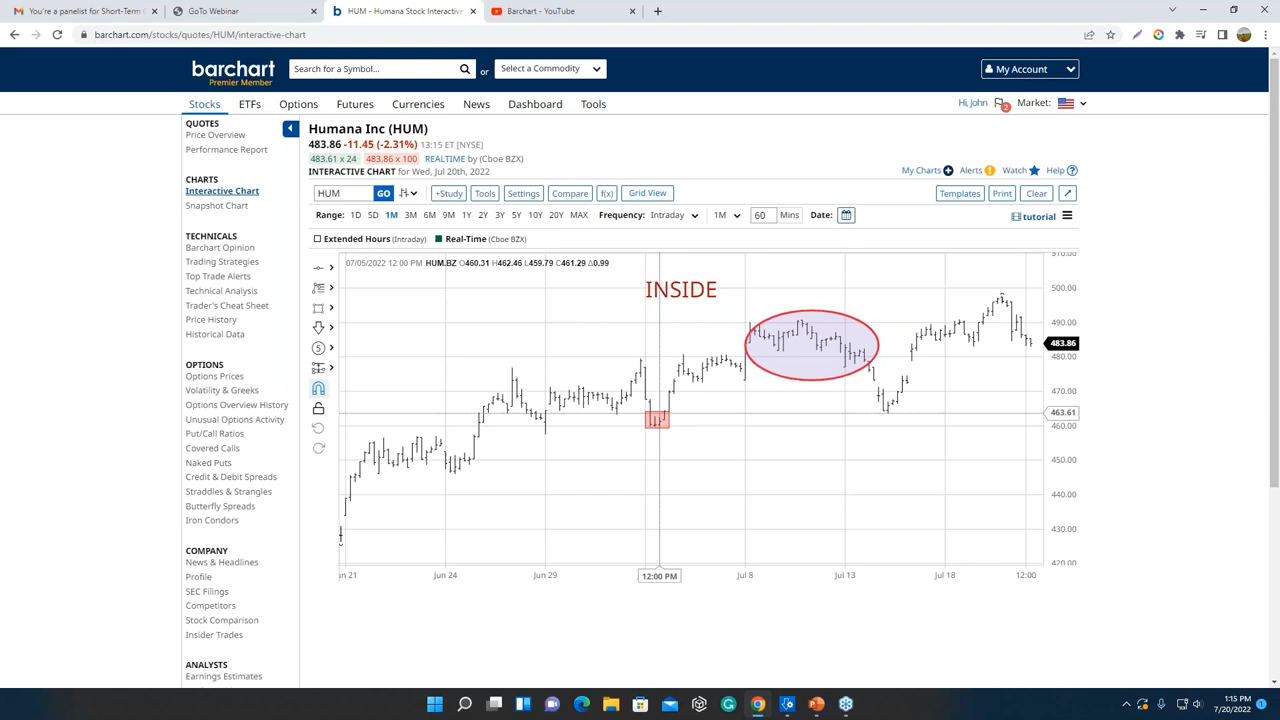 You're a panelist for Short-Term
GoTo Webinar
HUM - Humana Stock Interactive
Barchart - YouTube
barchart.com/stocks/quotes/HUM/interactive-chart
barchart
Premier Member
Search for a Symbol...
or
Select a Commodity
My Account
Stocks ETFs Options Futures Currencies News Dashboard Tools
Hi, John 2 Market:
QUOTES
Price Overview
Performance Report
CHARTS
Interactive Chart
Snapshot Chart
TECHNICALS
Barchart Opinion
Trading Strategies
Top Trade Alerts
Technical Analysis
Trader's Cheat Sheet
Price History
Historical Data
OPTIONS
Options Prices
Volatility & Greeks
Options Overview History
Unusual Options Activity
Put/Call Ratios
Covered Calls
Naked Puts
Credit & Debit Spreads
Straddles & Strangles
Butterfly Spreads
Iron Condors
COMPANY
News & Headlines
Profile
SEC Filings
Competitors
Stock Comparison
Insider Trades
ANALYSTS
Earnings Estimates
Humana Inc (HUM)
483.86 -11.45 (-2.31%) 13:15 ET [NYSE]
483.61 x 24 483.86 x 100 REALTIME by (Cboe BZX)
INTERACTIVE CHART for Wed, Jul 20th, 2022
My Charts Alerts Watch Help
HUM GO +Study Tools Settings Compare f(x) Grid View Templates Print Clear
Range: 1D 5D 1M 3M 6M 9M 1Y 2Y 3Y 5Y 10Y 20Y MAX Frequency: Intraday 1M 60 Mins Date: tutorial
Extended Hours (Intraday) Real-Time (Cboe BZX)
07/05/2022 12:00 PM HUM.BZ O460.31 H462.46 L459.79 C461.29 Δ0.99
INSIDE
510.00
500.00
490.00
483.86
480.00
470.00
463.61
460.00
450.00
440.00
430.00
420.00
un 21 Jun 24 Jun 29 12:00 PM Jul 8 Jul 13 Jul 18 12:00
1:15 PM
7/20/2022